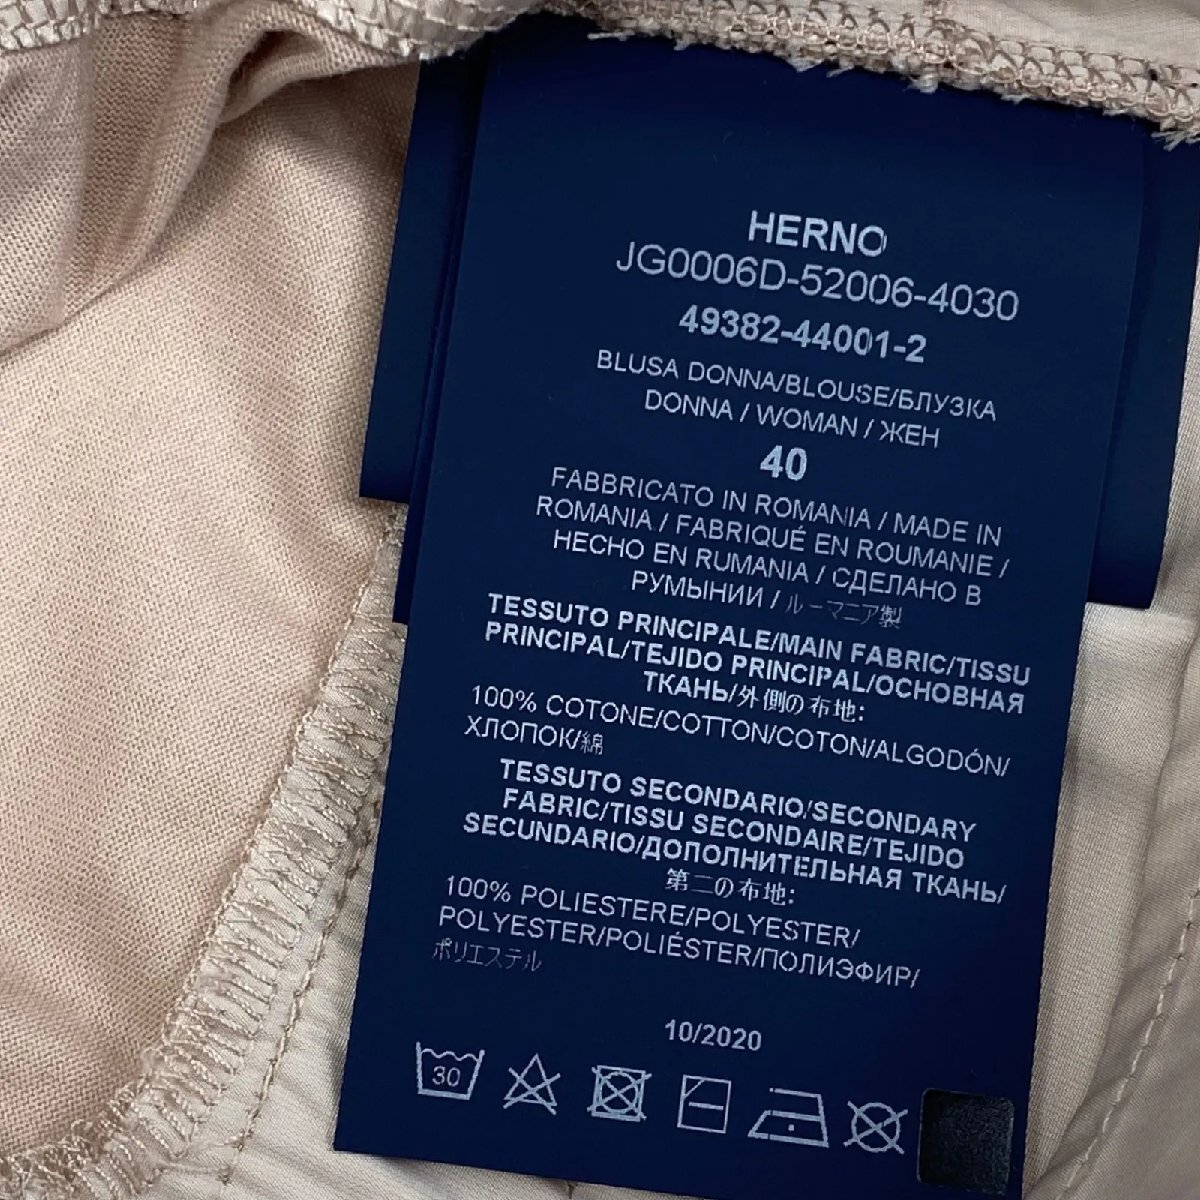 HERNO
JG0006D-52006-4030
49382-44001-2
BLUSA DONNA/BLOUSE/БЛУЗКА
DONNA / WOMAN / ЖЕН
40
FABBRICATO IN ROMANIA / MADE IN
ROMANIA / FABRIQUÉ EN ROUMANIE /
HECHO EN RUMANIA / СДЕЛАНО В
РУМЫНИИ / ルーマニア製
TESSUTO PRINCIPALE/MAIN FABRIC/TISSU
PRINCIPAL/TEJIDO PRINCIPAL/ОСНОВНАЯ
ТКАНЬ/外側の布地:
100% COTONE/COTTON/COTON/ALGODÓN/
ХЛОПОК/綿
TESSUTO SECONDARIO/SECONDARY
FABRIC/TISSU SECONDAIRE/TEJIDO
SECUNDARIO/ДОПОЛНИТЕЛЬНАЯ ТКАНЬ/
第二の布地:
100% POLIESTERE/POLYESTER/
POLYESTER/POLIÉSTER/ПОЛИЭФИР/
ポリエステル
10/2020
30